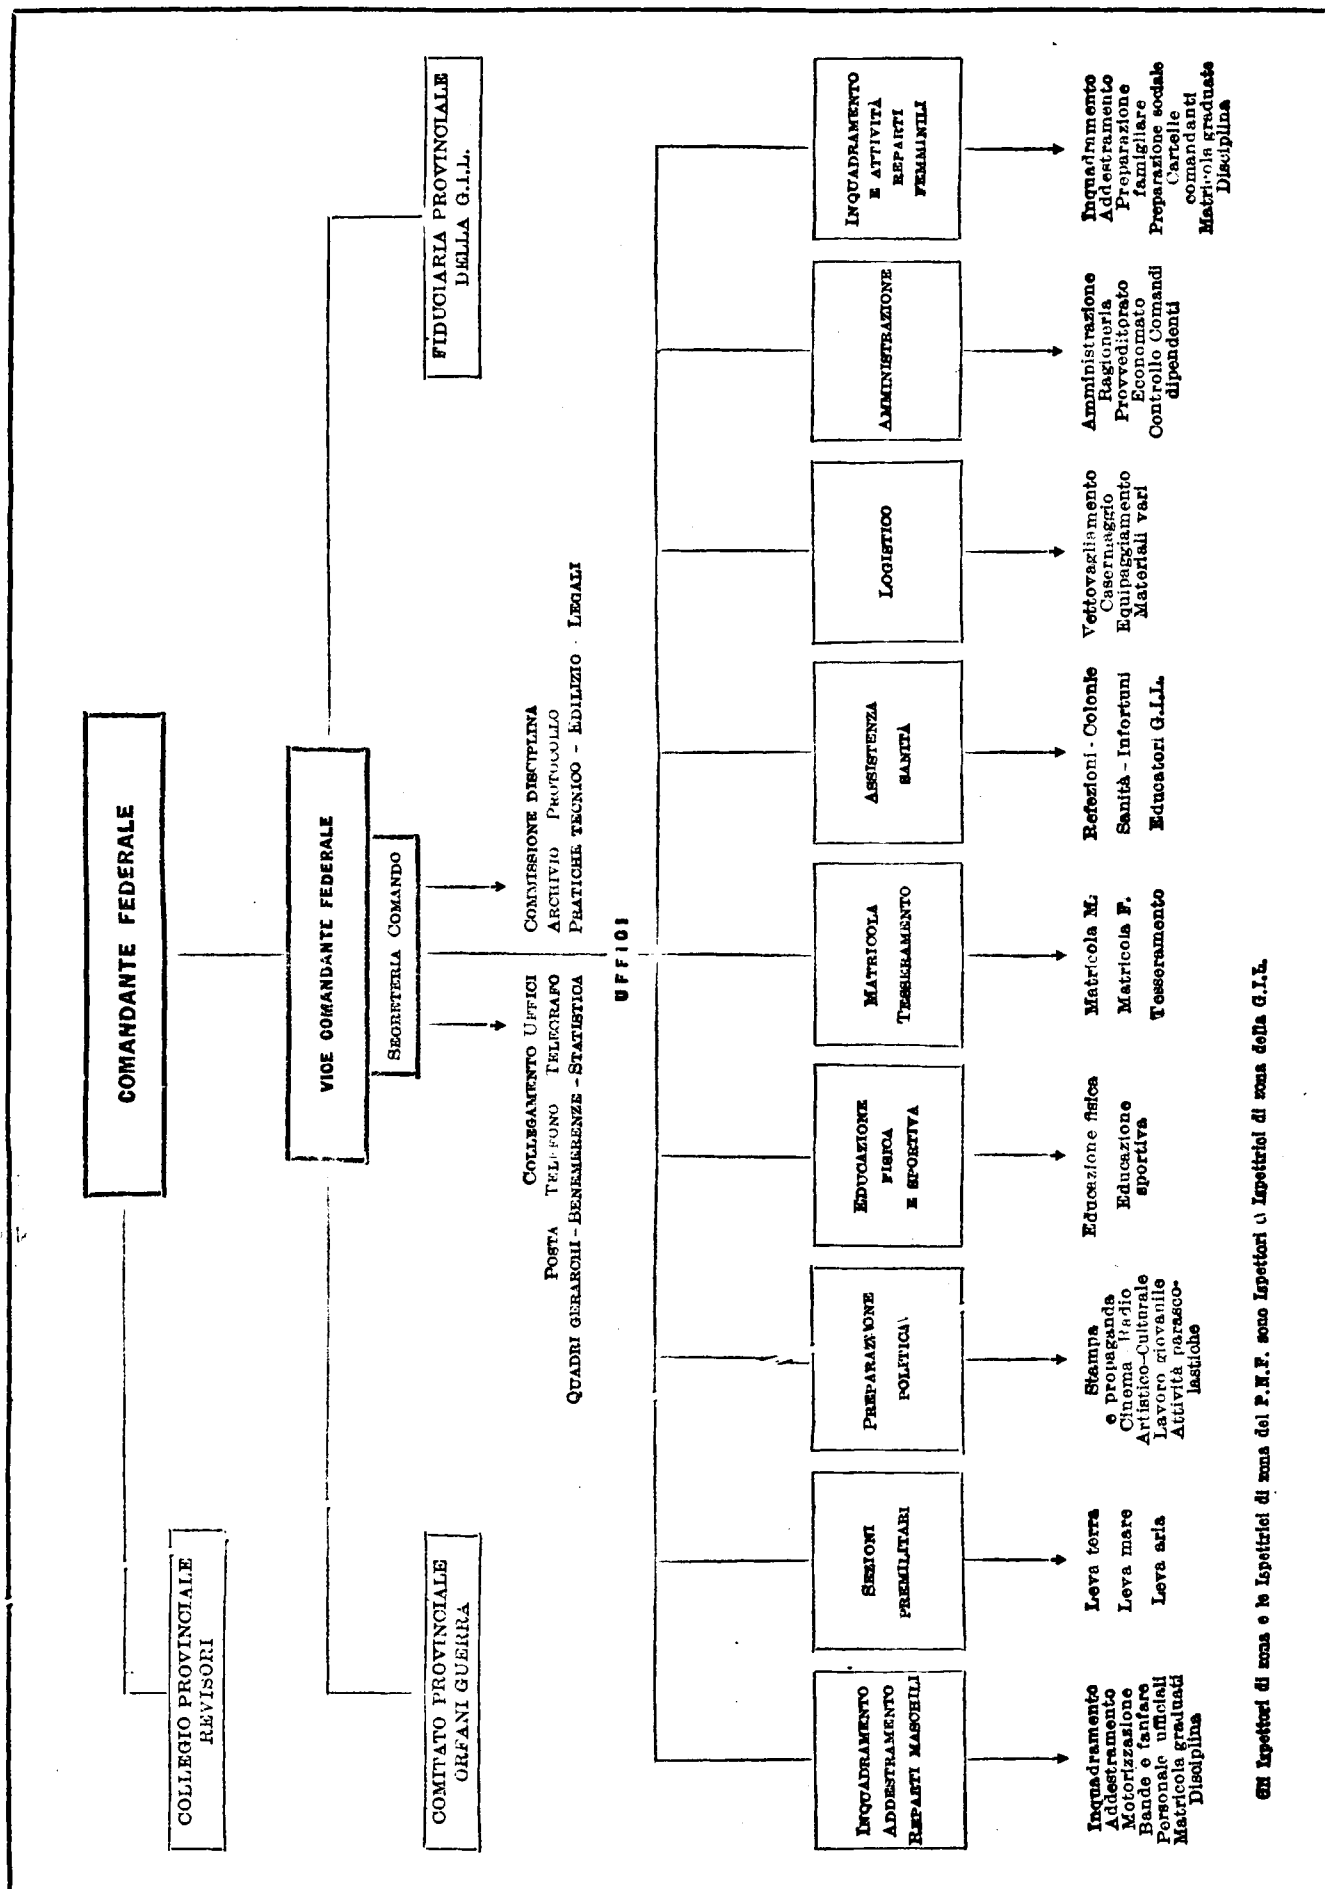 COMANDANTE FEDERALE
COLLEGIO PROVINCIALE
REVISORI
VICE COMANDANTE FEDERALE
SEGRETERIA COMANDO
COMITATO PROVINCIALE
ORFANI GUERRA
FIDUCIARIA PROVINCIALE
DELLA G.I.L.
COLLEGAMENTO UFFICI
POSTA TELEFONO TELEGRAFO
QUADRI GERARCHI - BENEMERENZE - STATISTICA
COMMISSIONE DISCIPLINA
ARCHIVIO PROTOCOLLO
PRATICHE TECNICO - EDILIZIO - LEGALI
UFFICI
INQUADRAMENTO
ADDESTRAMENTO
REPARTI MASCHILI
SEZIONI
PREMILITARI
PREPARAZIONE
POLITICA
EDUCAZIONE
FISICA
E SPORTIVA
MATRICOLA
TESSERAMENTO
ASSISTENZA
SANITÀ
LOGISTICO
AMMINISTRAZIONE
INQUADRAMENTO
E ATTIVITÀ
REPARTI
FEMMINILI
Inquadramento
Addestramento
Motorizzazione
Bande e fanfare
Personale ufficiali
Matricola graduati
Disciplina
Leva terra
Leva mare
Leva aria
Stampa
e propaganda
Cinema - Radio
Artistico-Culturale
Lavoro giovanile
Attività parasco-
lastiche
Educazione fisica
Educazione
sportiva
Matricola M.
Matricola F.
Tesseramento
Refezioni - Colonie
Sanità - Infortuni
Educatori G.I.L.
Vettovagliamento
Casermaggio
Equipaggiamento
Materiali vari
Amministrazione
Ragioneria
Provveditorato
Economato
Controllo Comandi
dipendenti
Inquadramento
Addestramento
Preparazione
famigliare
Preparazione sociale
Cartelle
comandanti
Matricola graduate
Disciplina
Gli Ispettori di zona e le Ispettrici di zona del P.N.F. sono Ispettori ed Ispettrici di zona della G.I.L.